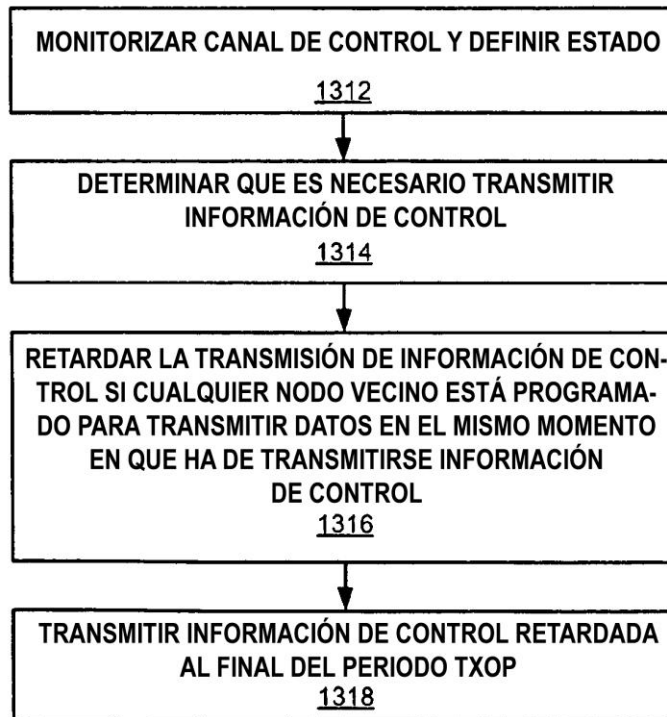 MONITORIZAR CANAL DE CONTROL Y DEFINIR ESTADO
1312
DETERMINAR QUE ES NECESARIO TRANSMITIR
INFORMACIÓN DE CONTROL
1314
RETARDAR LA TRANSMISIÓN DE INFORMACIÓN DE CON-
TROL SI CUALQUIER NODO VECINO ESTÁ PROGRAMA-
DO PARA TRANSMITIR DATOS EN EL MISMO MOMENTO
EN QUE HA DE TRANSMITIRSE INFORMACIÓN
DE CONTROL
1316
TRANSMITIR INFORMACIÓN DE CONTROL RETARDADA
AL FINAL DEL PERIODO TXOP
1318